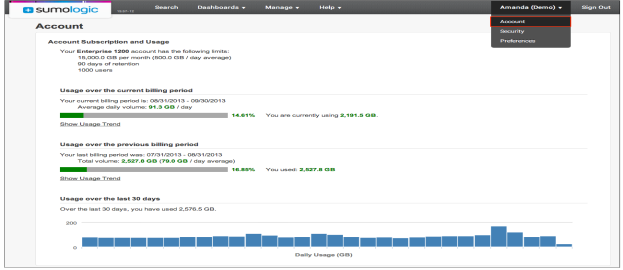 sumologic
Search Dashboards Manage Help Amanda (Demo) Sign Out
Account
Security
Preferences
Account
Account Subscription and Usage
Your Enterprise 1200 account has the following limits:
15,000.0 GB per month (500.0 GB / day average)
90 days of retention
1000 users
Usage over the current billing period
Your current billing period is: 08/31/2013 - 09/30/2013
Average daily volume: 91.3 GB / day
14.61% You are currently using 2,191.5 GB.
Show Usage Trend
Usage over the previous billing period
Your last billing period was: 07/31/2013 - 08/31/2013
Total volume: 2,527.8 GB (79.0 GB / day average)
16.85% You used: 2,527.8 GB
Show Usage Trend
Usage over the last 30 days
Over the last 30 days, you have used 2,576.5 GB.
200
0
Daily Usage (GB)